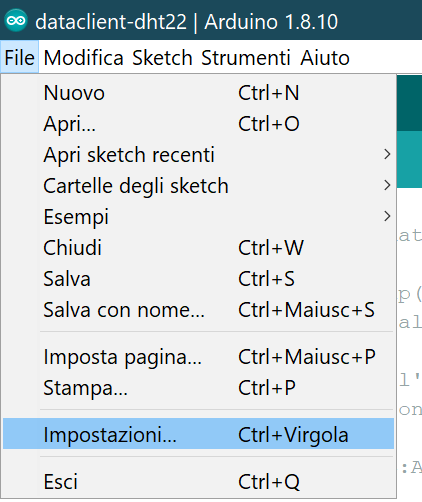 dataclient-dht22 | Arduino 1.8.10
File Modifica Sketch Strumenti Aiuto
Nuovo Ctrl+N
Apri... Ctrl+O
Apri sketch recenti
Cartelle degli sketch
Esempi
Chiudi Ctrl+W
Salva Ctrl+S
Salva con nome... Ctrl+Maiusc+S
Imposta pagina... Ctrl+Maiusc+P
Stampa... Ctrl+P
Impostazioni... Ctrl+Virgola
Esci Ctrl+Q
at
p(
al
l'
on
:A